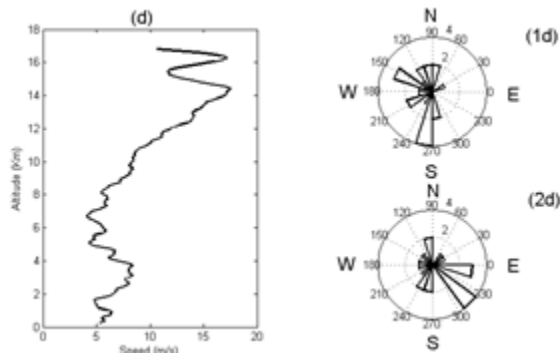 (d)
18
16
14
12
10
8
6
4
2
0
Altitude (Km)
0 5 10 15 20
Speed (m/s)
(1d)
N
90 4
120 60
2
150 30
W 180 0 E
210 330
240 300
270
S
(2d)
N
90 4
120 60
2
150 30
W 180 0 E
210 330
240 300
270
S